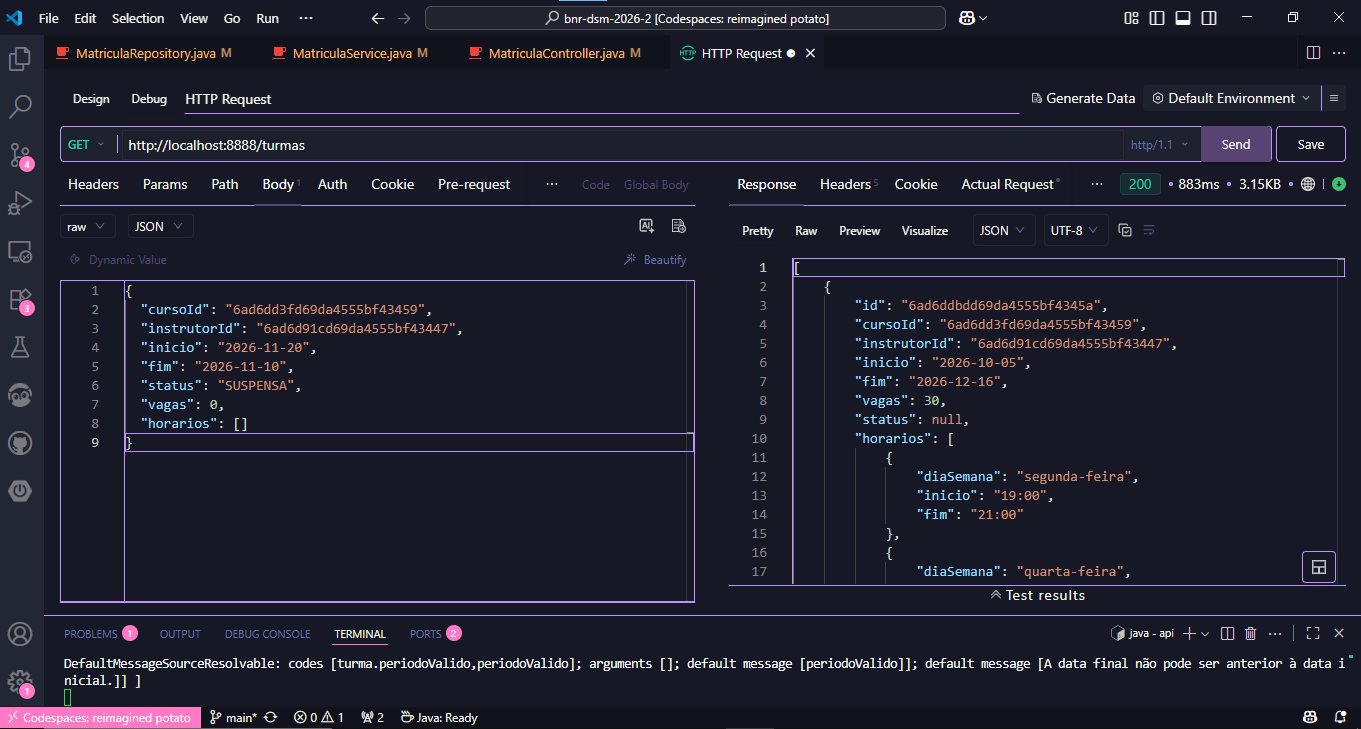 File Edit Selection View Go Run ··· bnr-dsm-2026-2 [Codespaces: reimagined potato]
MatriculaRepository.java M MatriculaService.java M MatriculaController.java M HTTP HTTP Request
Design Debug HTTP Request Generate Data Default Environment
GET http://localhost:8888/turmas http/1.1 Send Save
Headers Params Path Body 1 Auth Cookie Pre-request ··· Code Global Body
Response Headers 5 Cookie Actual Request ··· 200 • 883ms • 3.15KB •
raw JSON
Pretty Raw Preview Visualize JSON UTF-8
Dynamic Value Beautify
1 {
2 "cursoId": "6ad6dd3fd69da4555bf43459",
3 "instrutorId": "6ad6d91cd69da4555bf43447",
4 "inicio": "2026-11-20",
5 "fim": "2026-11-10",
6 "status": "SUSPENSA",
7 "vagas": 0,
8 "horarios": []
9 }
1 [
2 {
3 "id": "6ad6ddbdd69da4555bf4345a",
4 "cursoId": "6ad6dd3fd69da4555bf43459",
5 "instrutorId": "6ad6d91cd69da4555bf43447",
6 "inicio": "2026-10-05",
7 "fim": "2026-12-16",
8 "vagas": 30,
9 "status": null,
10 "horarios": [
11 {
12 "diaSemana": "segunda-feira",
13 "inicio": "19:00",
14 "fim": "21:00"
15 },
16 {
17 "diaSemana": "quarta-feira",
Test results
PROBLEMS 1 OUTPUT DEBUG CONSOLE TERMINAL PORTS 2 java - api
DefaultMessageSourceResolvable: codes [turma.periodoValido,periodoValido]; arguments []; default message [periodoValido]]; default message [A data final não pode ser anterior à data i
nicial.]] ]
4
3
1
Codespaces: reimagined potato main* 0 1 2 Java: Ready